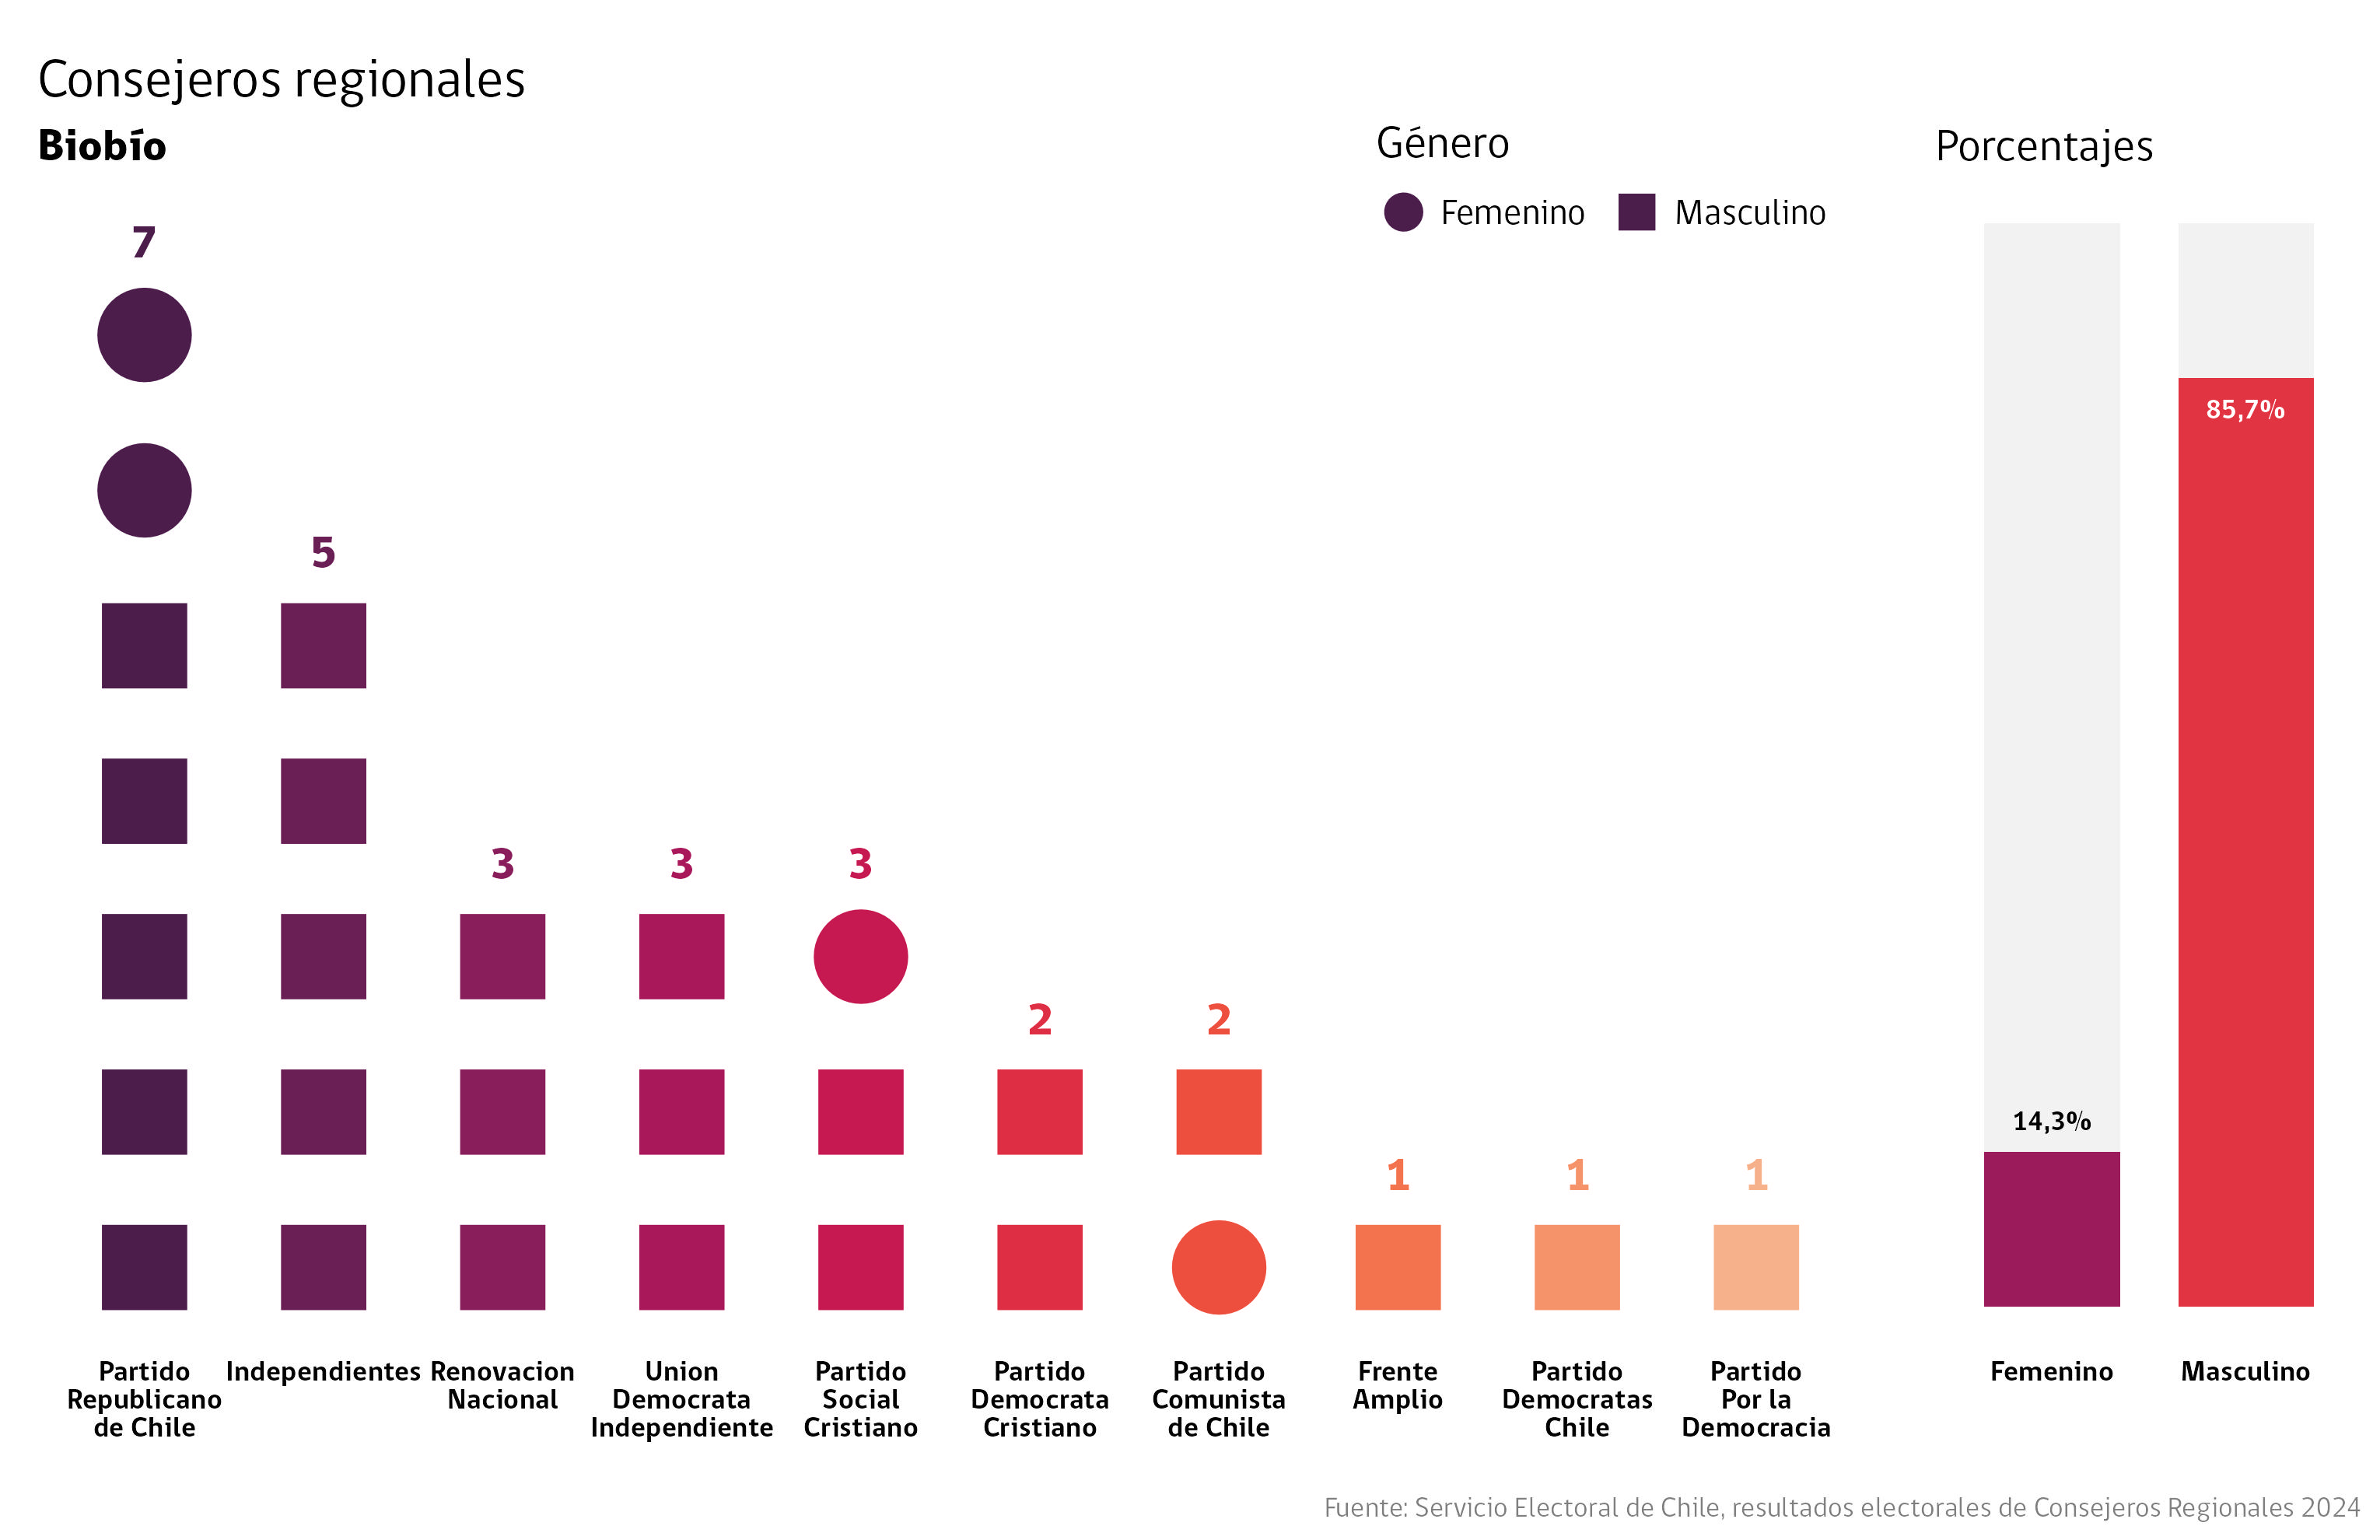 Consejeros regionales
Biobío
Género
Femenino
Masculino
Porcentajes
7
5
3
3
3
2
2
1
1
1
85,7%
14,3%
Partido
Republicano
de Chile
Independientes
Renovacion
Nacional
Union
Democrata
Independiente
Partido
Social
Cristiano
Partido
Democrata
Cristiano
Partido
Comunista
de Chile
Frente
Amplio
Partido
Democratas
Chile
Partido
Por la
Democracia
Femenino
Masculino
Fuente: Servicio Electoral de Chile, resultados electorales de Consejeros Regionales 2024